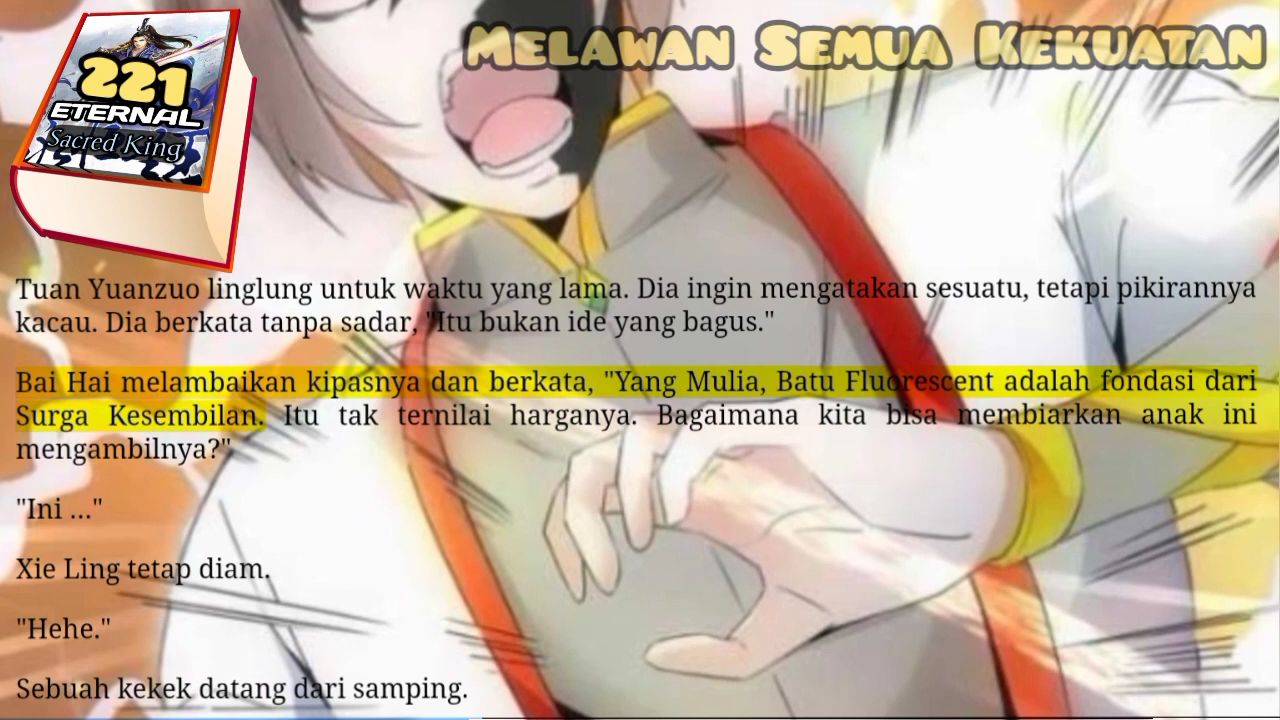 Melawan Semua Kekuatan
221
ETERNAL
Sacred King
Tuan Yuanzuo linglung untuk waktu yang lama. Dia ingin mengatakan sesuatu, tetapi pikirannya
kacau. Dia berkata tanpa sadar, "Itu bukan ide yang bagus."
Bai Hai melambaikan kipasnya dan berkata, "Yang Mulia, Batu Fluorescent adalah fondasi dari
Surga Kesembilan. Itu tak ternilai harganya. Bagaimana kita bisa membiarkan anak ini
mengambilnya?"
"Ini ..."
Xie Ling tetap diam.
"Hehe."
Sebuah kekek datang dari samping.